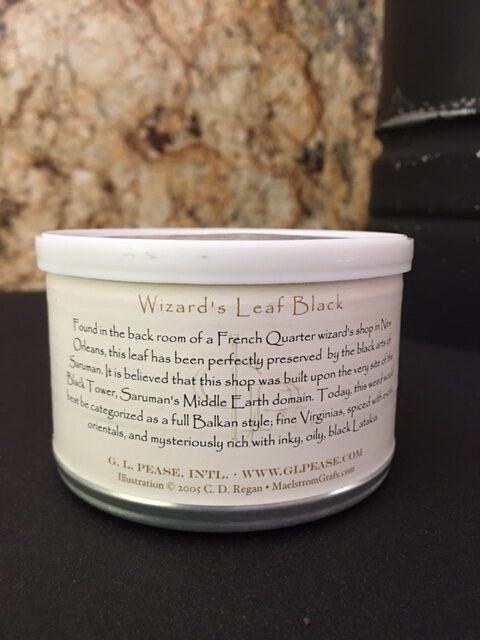 Wizard's Leaf Black
Found in the back room of a French Quarter wizard's shop in New
Orleans, this leaf has been perfectly preserved by the black arts of
Saruman. It is believed that this shop was built upon the very site of the
Black Tower, Saruman's Middle Earth domain. Today, this weed would
best be categorized as a full Balkan style; fine Virginias, spiced with
orientals, and mysteriously rich with inky, oily, black Latakia.
G. L. PEASE, INTL. · WWW.GLPEASE.COM
Illustration © 2005 C. D. Regan • MaelstromGrafx.com